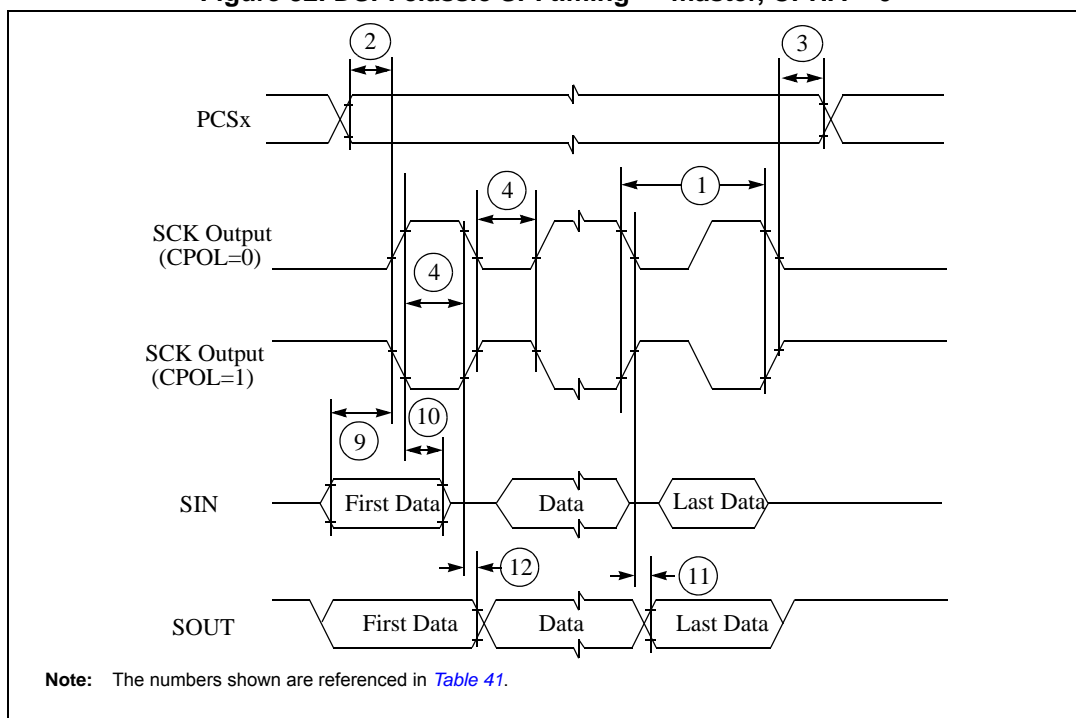 2
3
PCSx
4
1
SCK Output
(CPOL=0)
4
SCK Output
(CPOL=1)
10
9
SIN
First Data
Data
Last Data
12
11
SOUT
First Data
Data
Last Data
Note: The numbers shown are referenced in Table 41.